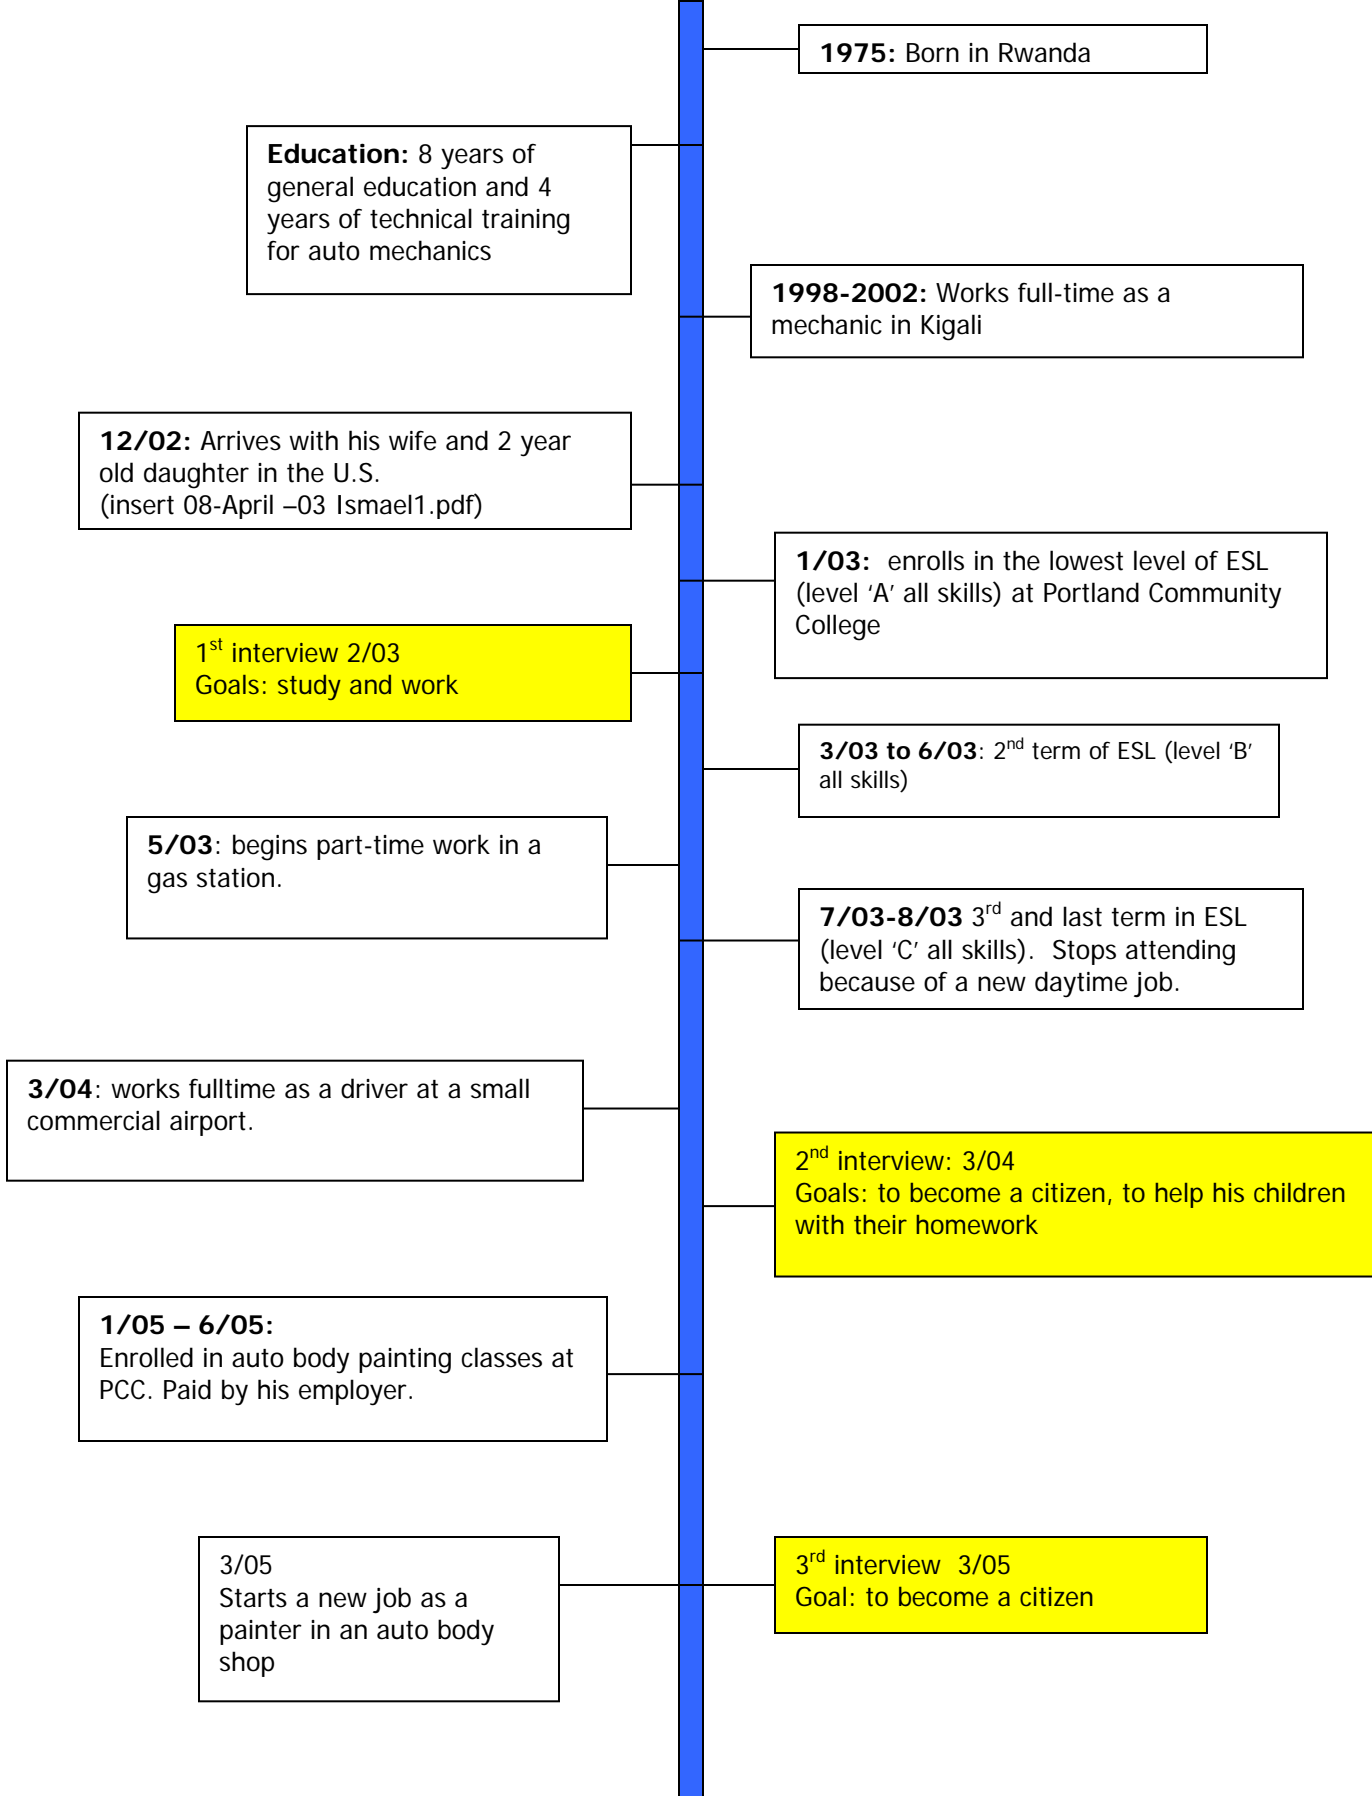 1975: Born in Rwanda
Education: 8 years of
general education and 4
years of technical training
for auto mechanics
1998-2002: Works full-time as a
mechanic in Kigali
12/02: Arrives with his wife and 2 year
old daughter in the U.S.
(insert 08-April –03 Ismael1.pdf)
1/03:  enrolls in the lowest level of ESL
(level ‘A’ all skills) at Portland Community
College
1st interview 2/03
Goals: study and work
3/03 to 6/03: 2nd term of ESL (level ‘B’
all skills)
5/03: begins part-time work in a
gas station.
7/03-8/03 3rd and last term in ESL
(level ‘C’ all skills).  Stops attending
because of a new daytime job.
3/04: works fulltime as a driver at a small
commercial airport.
2nd interview: 3/04
Goals: to become a citizen, to help his children
with their homework
1/05 – 6/05:
Enrolled in auto body painting classes at
PCC. Paid by his employer.
3/05
Starts a new job as a
painter in an auto body
shop
3rd interview  3/05
Goal: to become a citizen